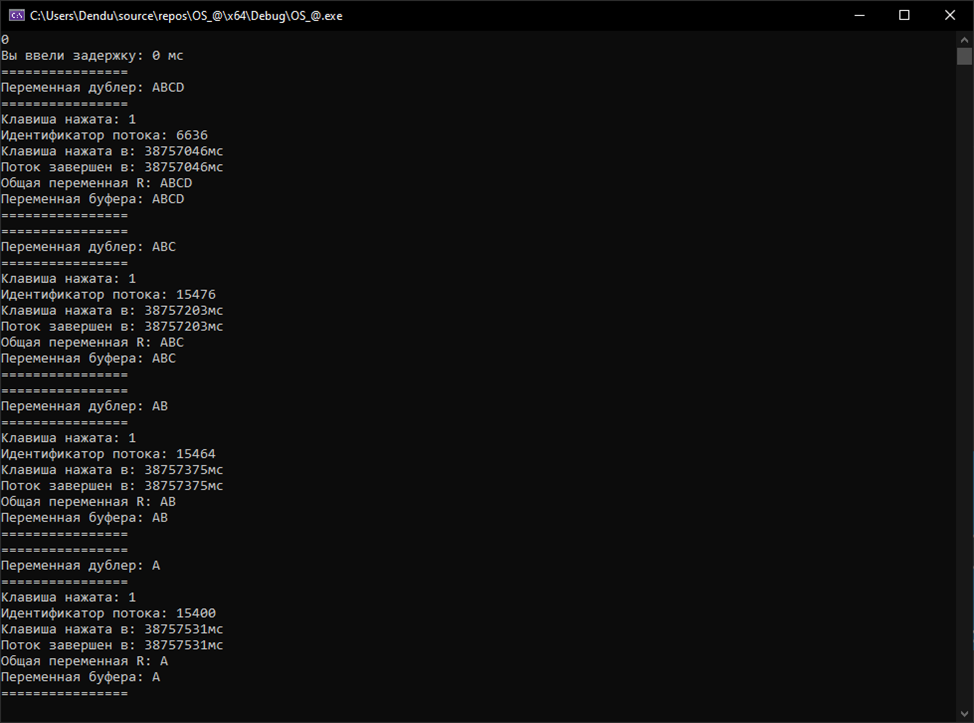 C:\Users\Dendu\source\repos\OS_@\x64\Debug\OS_@.exe
0
Вы ввели задержку: 0 мс
================
Переменная дублер: ABCD
================
Клавиша нажата: 1
Идентификатор потока: 6636
Клавиша нажата в: 38757046мс
Поток завершен в: 38757046мс
Общая переменная R: ABCD
Переменная буфера: ABCD
================
================
Переменная дублер: ABC
================
Клавиша нажата: 1
Идентификатор потока: 15476
Клавиша нажата в: 38757203мс
Поток завершен в: 38757203мс
Общая переменная R: ABC
Переменная буфера: ABC
================
================
Переменная дублер: AB
================
Клавиша нажата: 1
Идентификатор потока: 15464
Клавиша нажата в: 38757375мс
Поток завершен в: 38757375мс
Общая переменная R: AB
Переменная буфера: AB
================
================
Переменная дублер: A
================
Клавиша нажата: 1
Идентификатор потока: 15400
Клавиша нажата в: 38757531мс
Поток завершен в: 38757531мс
Общая переменная R: A
Переменная буфера: A
================